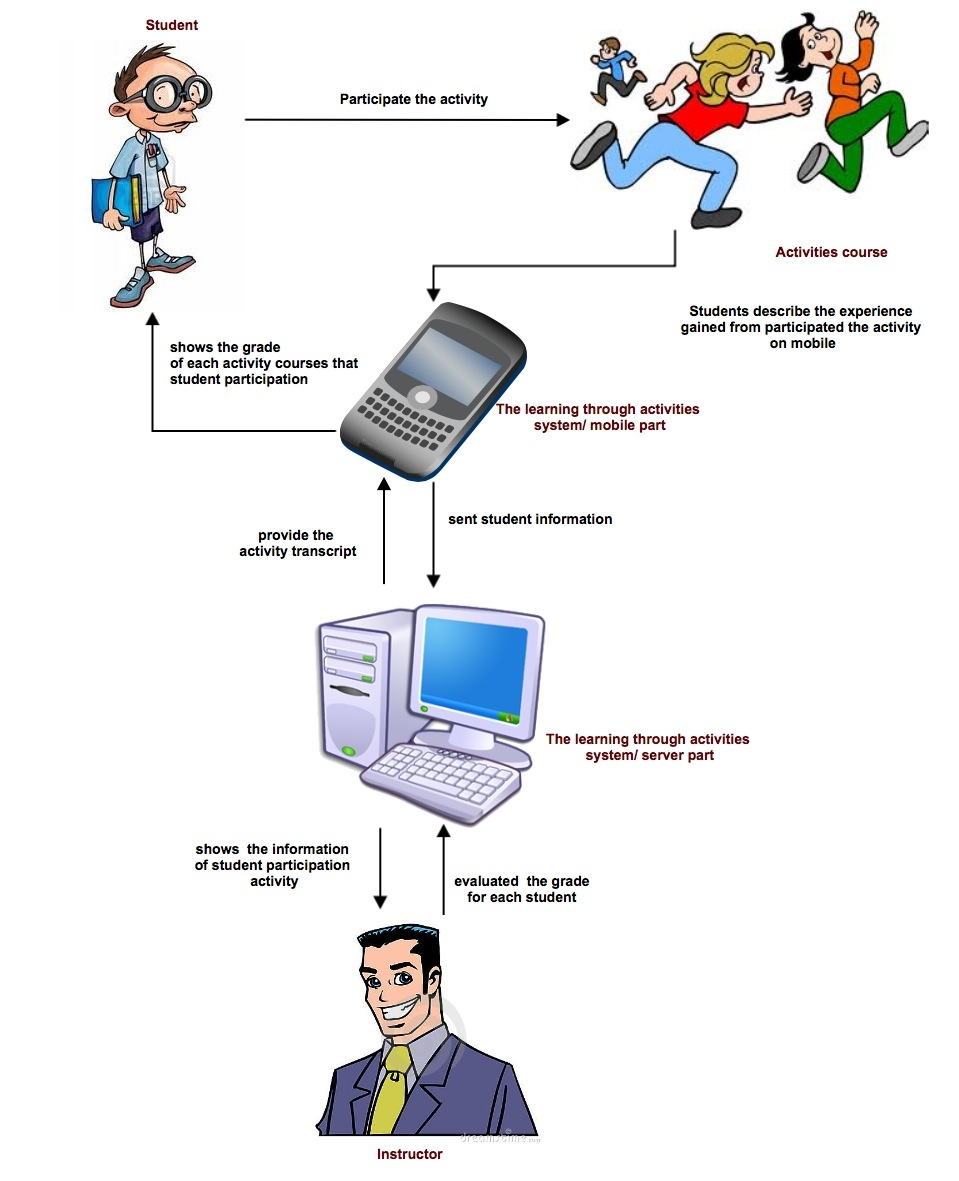 Student
Participate the activity
Activities course
Students describe the experience
gained from participated the activity
on mobile
shows the grade
of each activity courses that
student participation
The learning through activities
system/ mobile part
sent student information
provide the
activity transcript
The learning through activities
system/ server part
shows  the information
of student participation
activity
evaluated  the grade
for each student
dreamstime.com
Instructor